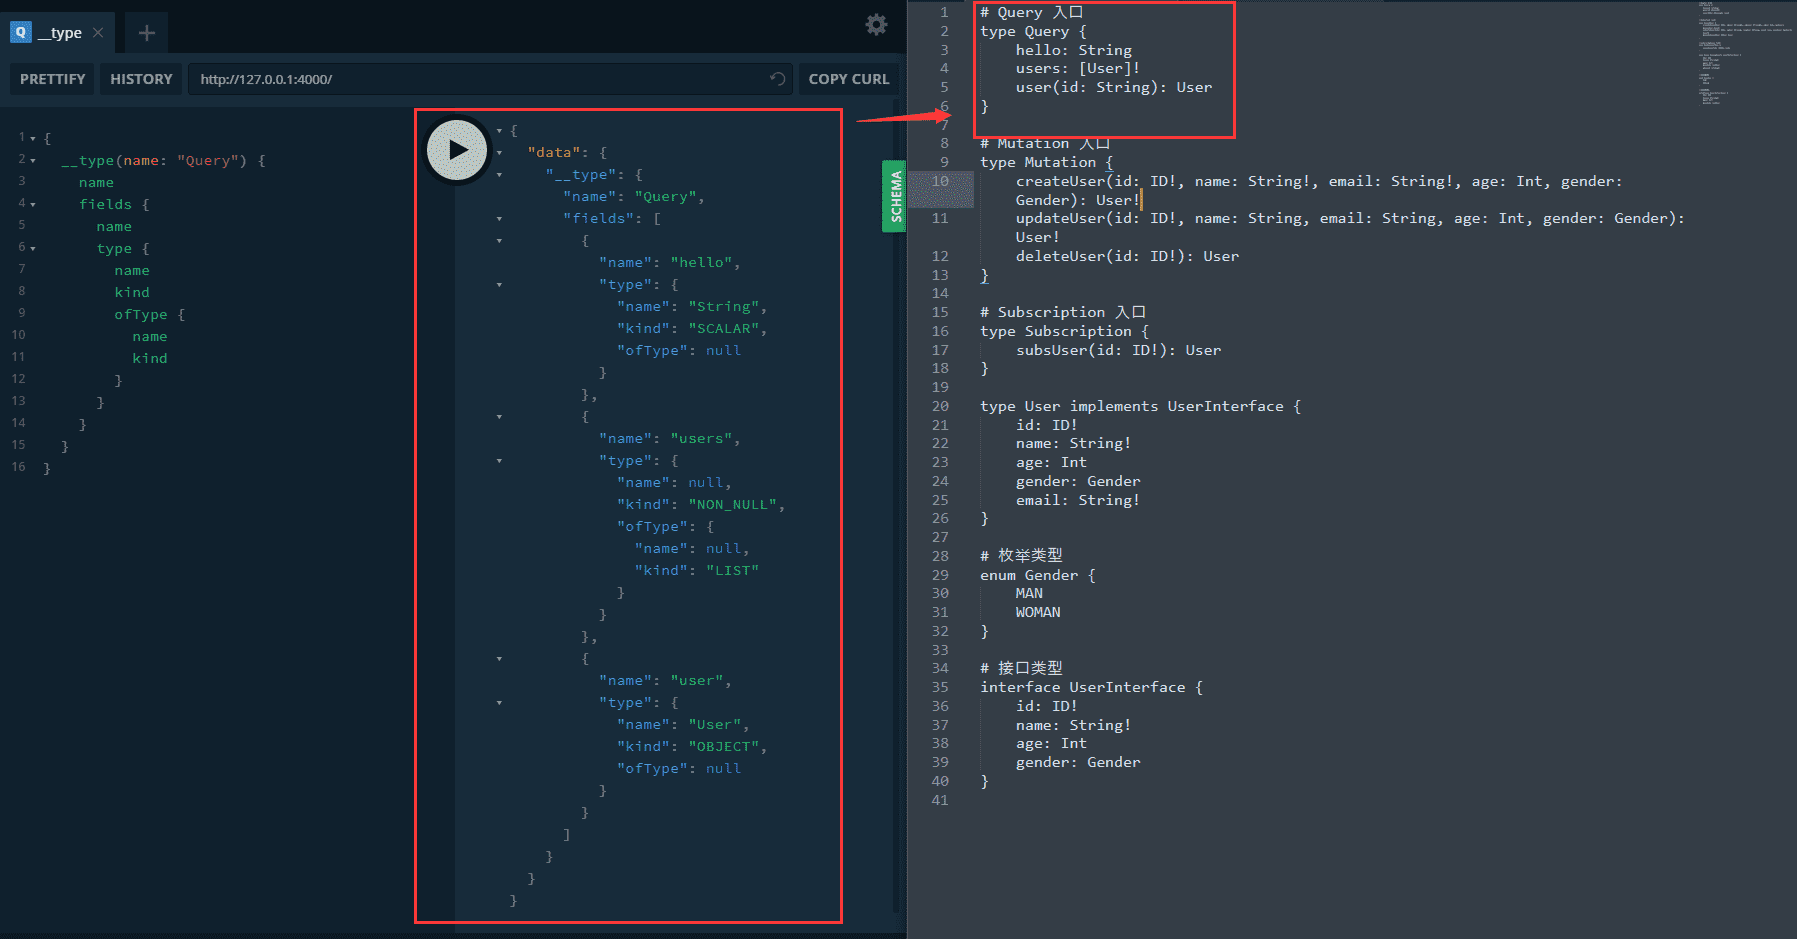 Q __type × +
PRETTIFY HISTORY http://127.0.0.1:4000/ COPY CURL
1 {
2 __type(name: "Query") {
3 name
4 fields {
5 name
6 type {
7 name
8 kind
9 ofType {
10 name
11 kind
12 }
13 }
14 }
15 }
16 }
{
"data": {
"__type": {
"name": "Query",
"fields": [
{
"name": "hello",
"type": {
"name": "String",
"kind": "SCALAR",
"ofType": null
}
},
{
"name": "users",
"type": {
"name": null,
"kind": "NON_NULL",
"ofType": {
"name": null,
"kind": "LIST"
}
}
},
{
"name": "user",
"type": {
"name": "User",
"kind": "OBJECT",
"ofType": null
}
}
]
}
}
}
SCHEMA
1 # Query 入口
2 type Query {
3 hello: String
4 users: [User]!
5 user(id: String): User
6 }
7
8 # Mutation 入口
9 type Mutation {
10 createUser(id: ID!, name: String!, email: String!, age: Int, gender:
Gender): User!
11 updateUser(id: ID!, name: String, email: String, age: Int, gender: Gender):
User!
12 deleteUser(id: ID!): User
13 }
14
15 # Subscription 入口
16 type Subscription {
17 subsUser(id: ID!): User
18 }
19
20 type User implements UserInterface {
21 id: ID!
22 name: String!
23 age: Int
24 gender: Gender
25 email: String!
26 }
27
28 # 枚举类型
29 enum Gender {
30 MAN
31 WOMAN
32 }
33
34 # 接口类型
35 interface UserInterface {
36 id: ID!
37 name: String!
38 age: Int
39 gender: Gender
40 }
41